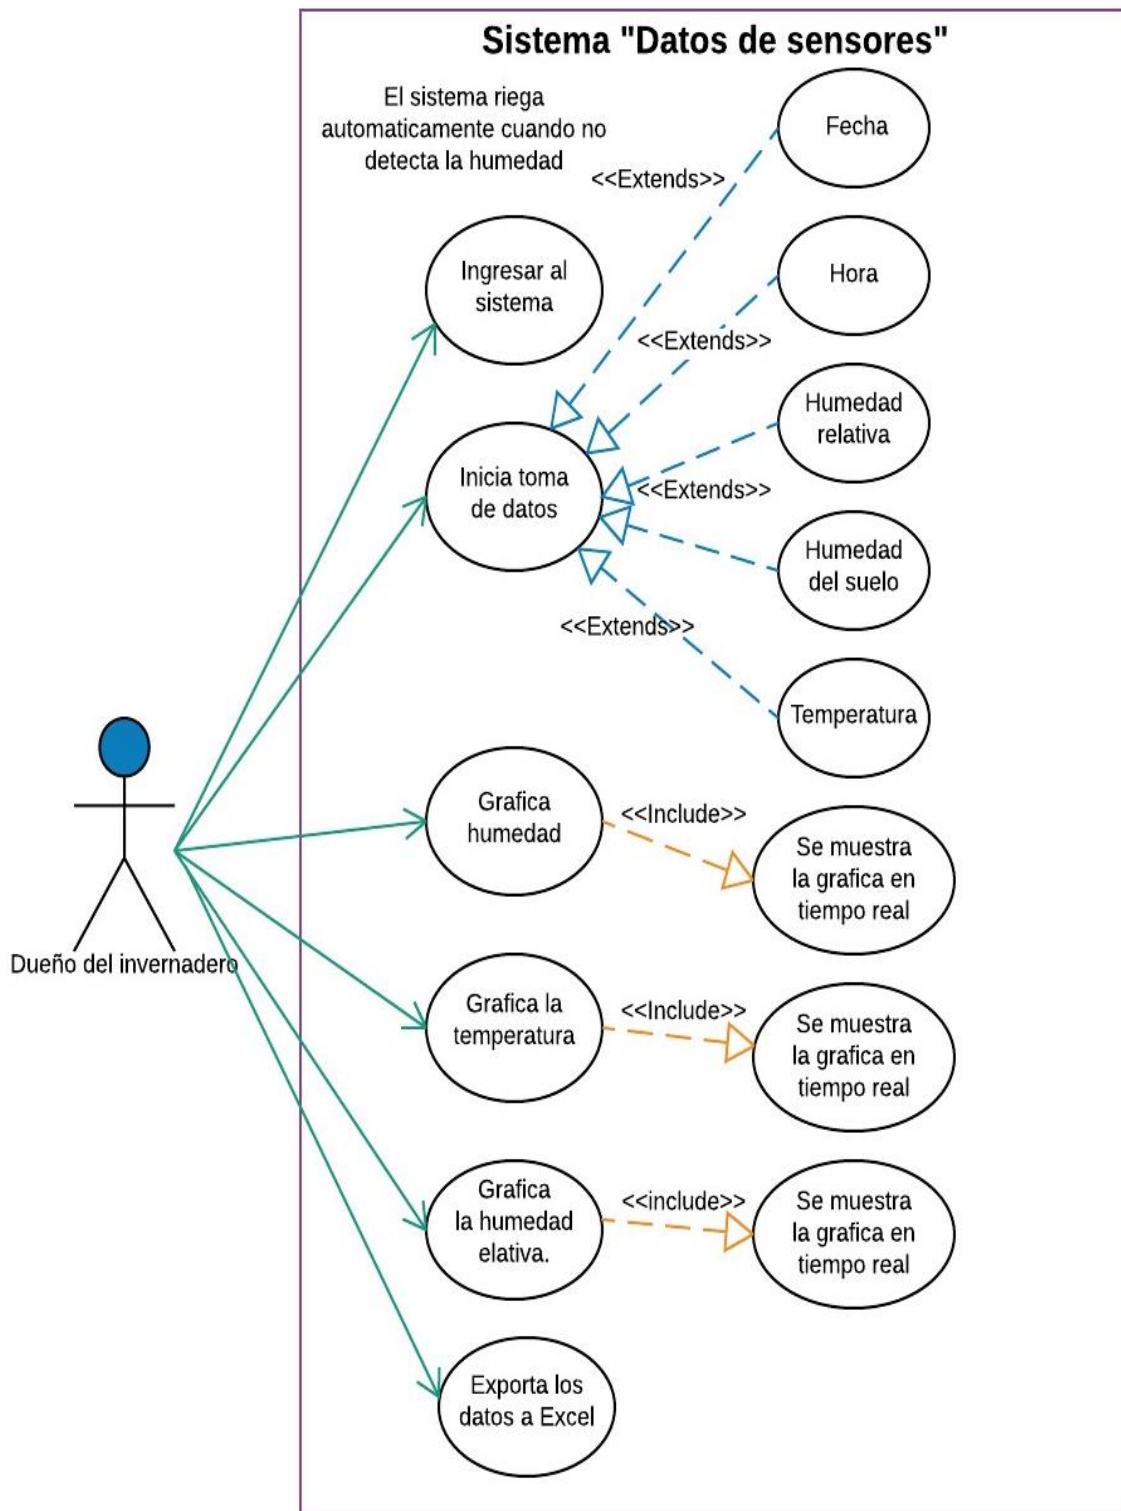 Sistema "Datos de sensores"
El sistema riega
automaticamente cuando no
detecta la humedad
Fecha
<<Extends>>
Ingresar al
sistema
Hora
<<Extends>>
Humedad
relativa
Inicia toma
de datos
<<Extends>>
Humedad
del suelo
<<Extends>>
Temperatura
Grafica
humedad
<<Include>>
Se muestra
la grafica en
tiempo real
Dueño del invernadero
Grafica la
temperatura
<<Include>>
Se muestra
la grafica en
tiempo real
Grafica
la humedad
elativa.
<<include>>
Se muestra
la grafica en
tiempo real
Exporta los
datos a Excel